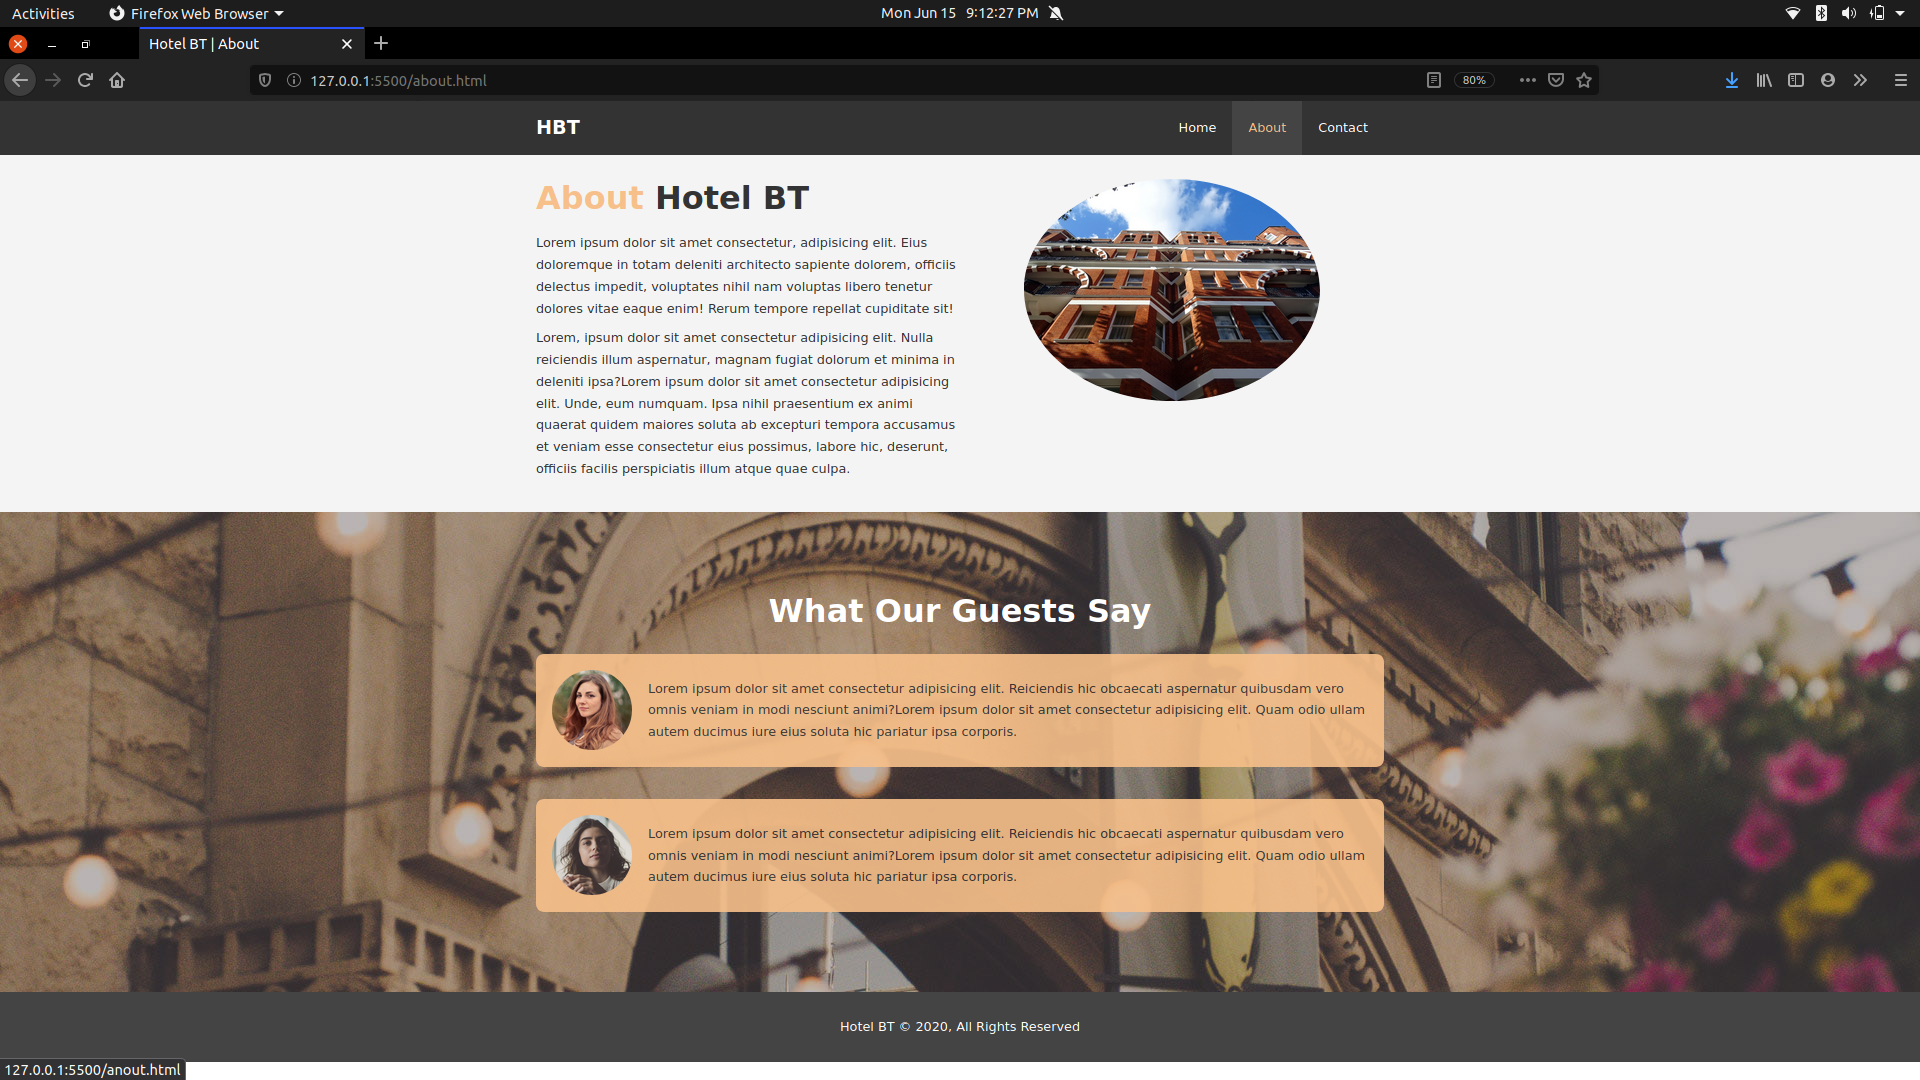 Activities
Firefox Web Browser
Mon Jun 15 9:12:27 PM
Hotel BT | About
127.0.0.1:5500/about.html
80%
HBT
Home
About
Contact
About Hotel BT
Lorem ipsum dolor sit amet consectetur, adipisicing elit. Eius
doloremque in totam deleniti architecto sapiente dolorem, officiis
delectus impedit, voluptates nihil nam voluptas libero tenetur
dolores vitae eaque enim! Rerum tempore repellat cupiditate sit!
Lorem, ipsum dolor sit amet consectetur adipisicing elit. Nulla
reiciendis illum aspernatur, magnam fugiat dolorum et minima in
deleniti ipsa?Lorem ipsum dolor sit amet consectetur adipisicing
elit. Unde, eum numquam. Ipsa nihil praesentium ex animi
quaerat quidem maiores soluta ab excepturi tempora accusamus
et veniam esse consectetur eius possimus, labore hic, deserunt,
officiis facilis perspiciatis illum atque quae culpa.
What Our Guests Say
Lorem ipsum dolor sit amet consectetur adipisicing elit. Reiciendis hic obcaecati aspernatur quibusdam vero
omnis veniam in modi nesciunt animi?Lorem ipsum dolor sit amet consectetur adipisicing elit. Quam odio ullam
autem ducimus iure eius soluta hic pariatur ipsa corporis.
Lorem ipsum dolor sit amet consectetur adipisicing elit. Reiciendis hic obcaecati aspernatur quibusdam vero
omnis veniam in modi nesciunt animi?Lorem ipsum dolor sit amet consectetur adipisicing elit. Quam odio ullam
autem ducimus iure eius soluta hic pariatur ipsa corporis.
Hotel BT © 2020, All Rights Reserved
127.0.0.1:5500/anout.html